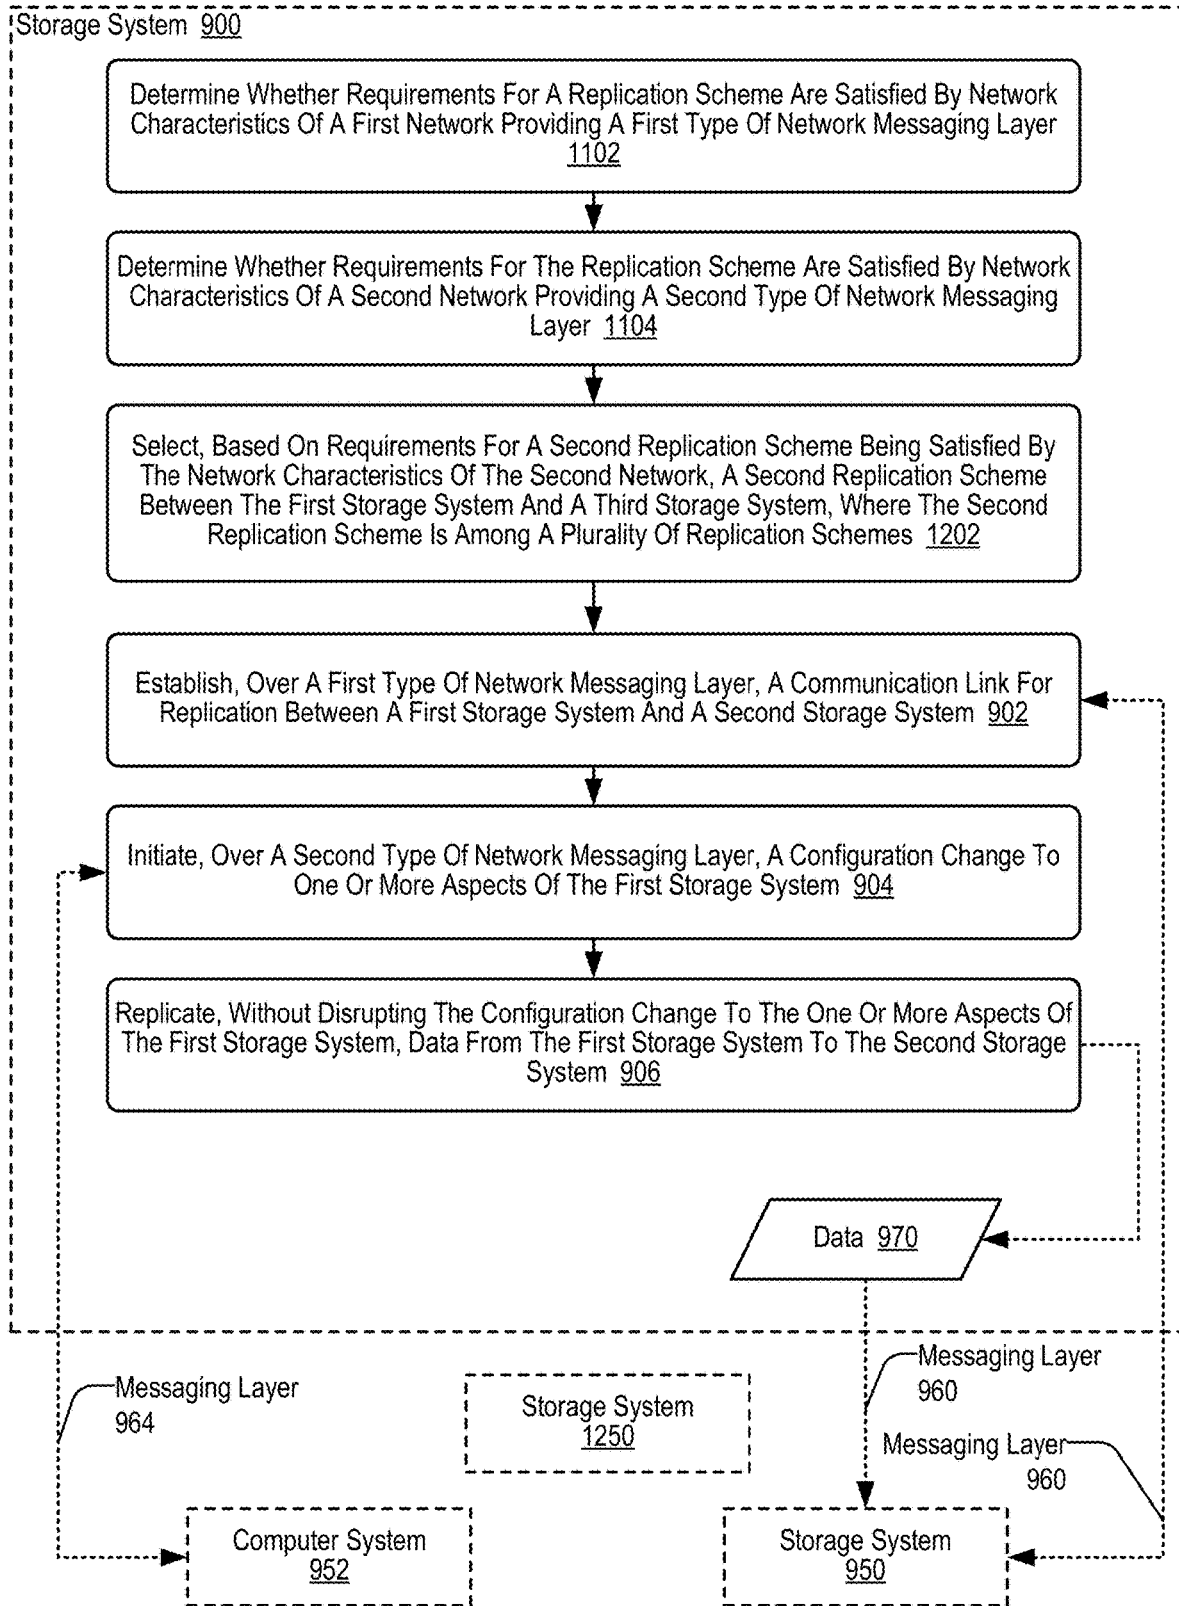 Storage System 900
Determine Whether Requirements For A Replication Scheme Are Satisfied By Network
Characteristics Of A First Network Providing A First Type Of Network Messaging Layer
1102
Determine Whether Requirements For The Replication Scheme Are Satisfied By Network
Characteristics Of A Second Network Providing A Second Type Of Network Messaging
Layer 1104
Select, Based On Requirements For A Second Replication Scheme Being Satisfied By
The Network Characteristics Of The Second Network, A Second Replication Scheme
Between The First Storage System And A Third Storage System, Where The Second
Replication Scheme Is Among A Plurality Of Replication Schemes 1202
Establish, Over A First Type Of Network Messaging Layer, A Communication Link For
Replication Between A First Storage System And A Second Storage System 902
Initiate, Over A Second Type Of Network Messaging Layer, A Configuration Change To
One Or More Aspects Of The First Storage System 904
Replicate, Without Disrupting The Configuration Change To The One Or More Aspects Of
The First Storage System, Data From The First Storage System To The Second Storage
System 906
Data 970
Messaging Layer
960
Messaging Layer
964
Storage System
1250
Messaging Layer
960
Computer System
952
Storage System
950